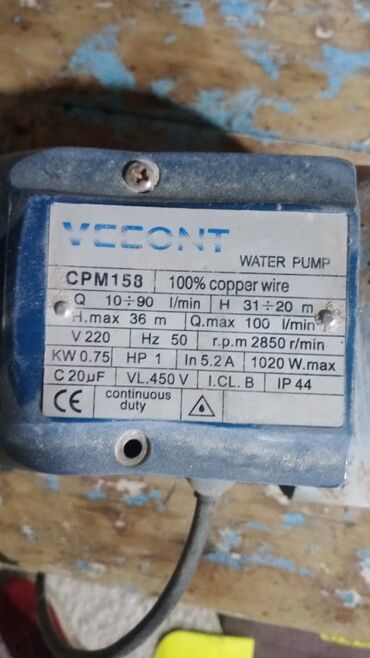 VEEONT
WATER PUMP
CPM158 100% copper wire
Q 10÷90 l/min H 31÷20 m
H.max 36 m Q.max 100 l/min
V 220 Hz 50 r.p.m 2850 r/min
KW 0.75 HP 1 In 5.2 A 1020 W.max
C 20µF VL.450 V I.CL. B IP 44
CE continuous
duty